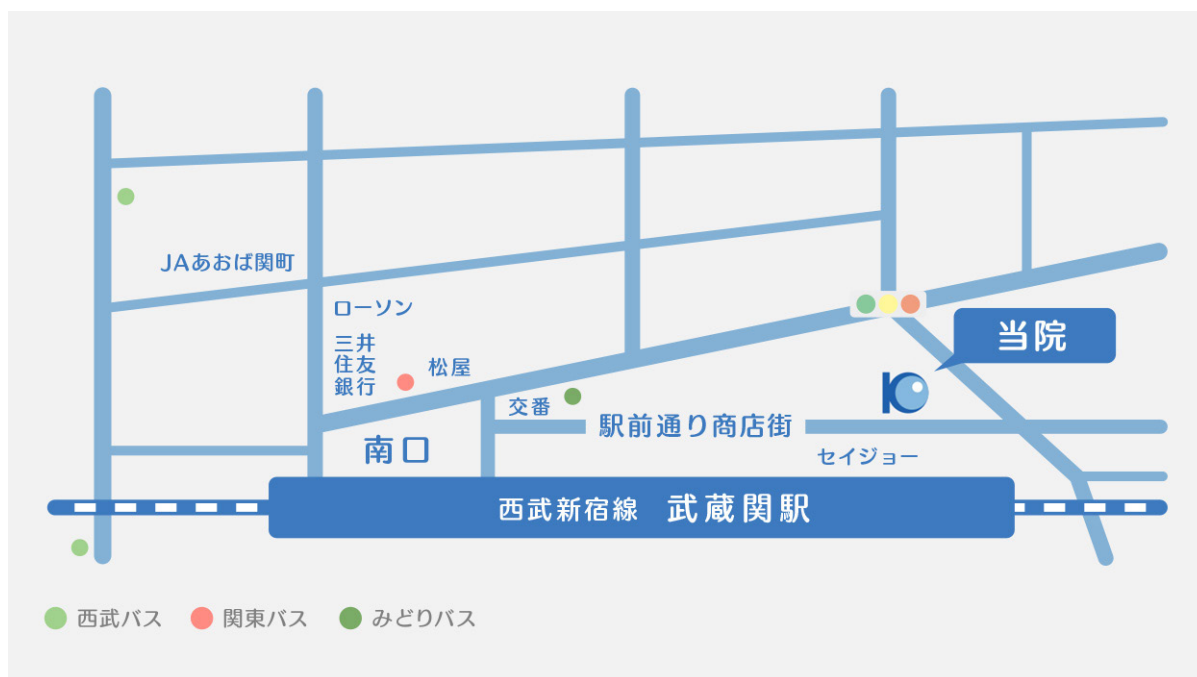 JAあおば関町
ローソン
三井
住友
銀行
松屋
当院
交番
駅前通り商店街
南口
セイジョー
西武新宿線 武蔵関駅
西武バス
関東バス
みどりバス